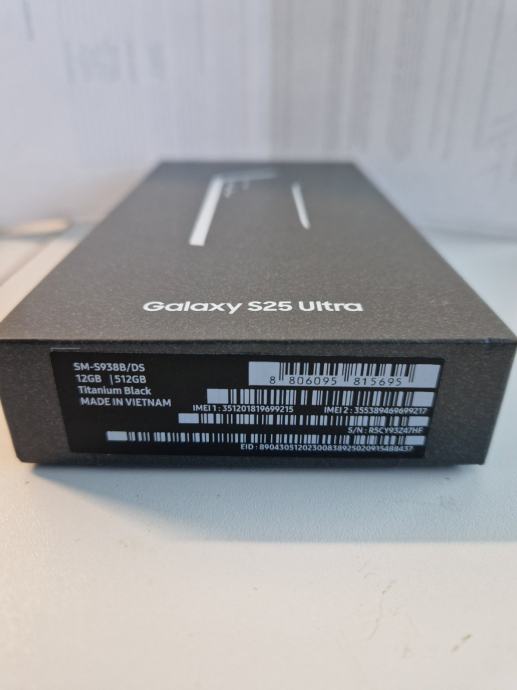 Galaxy S25 Ultra
SM-S938B/DS
12GB | 512GB
Titanium Black
MADE IN VIETNAM
8 806095 815695
IMEI 1 : 351201819699215 IMEI 2 : 355389469699217
S/N : R5CY93247HF
EID : 89043051202300838925020915488437